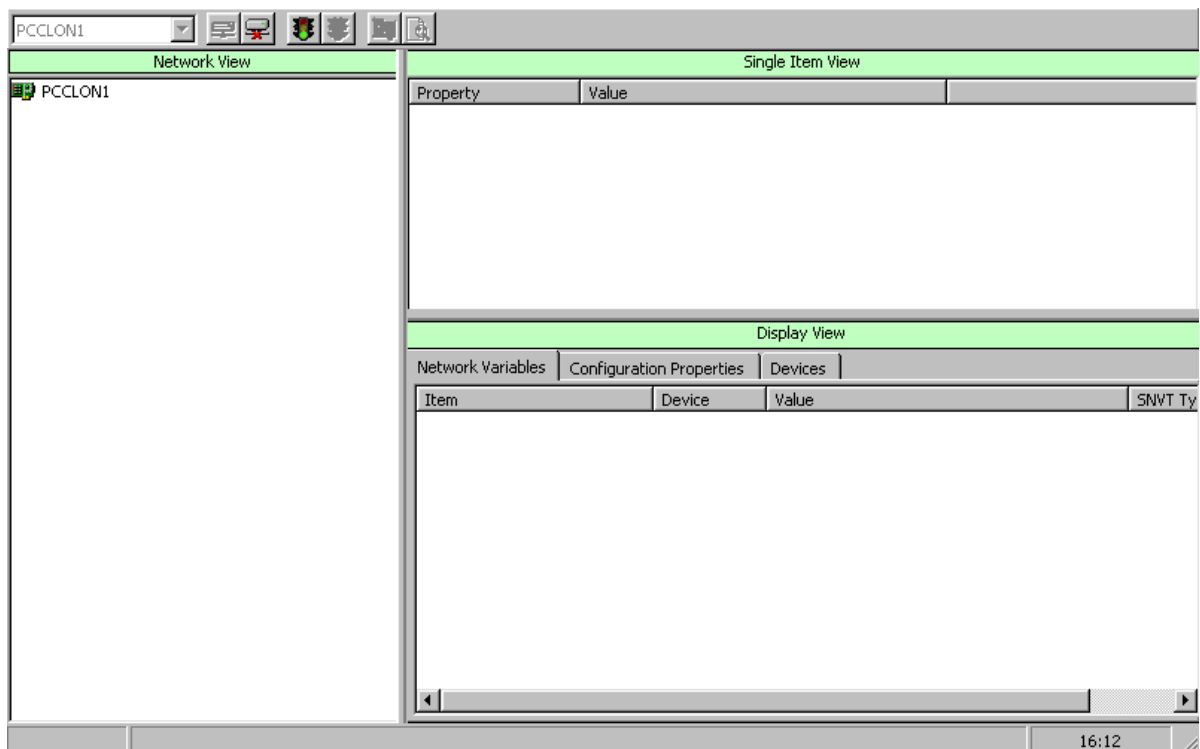 PCCLON1
Network View
PCCLON1
Single Item View
Property Value
Display View
Network Variables Configuration Properties Devices
Item Device Value SNVT Ty
16:12